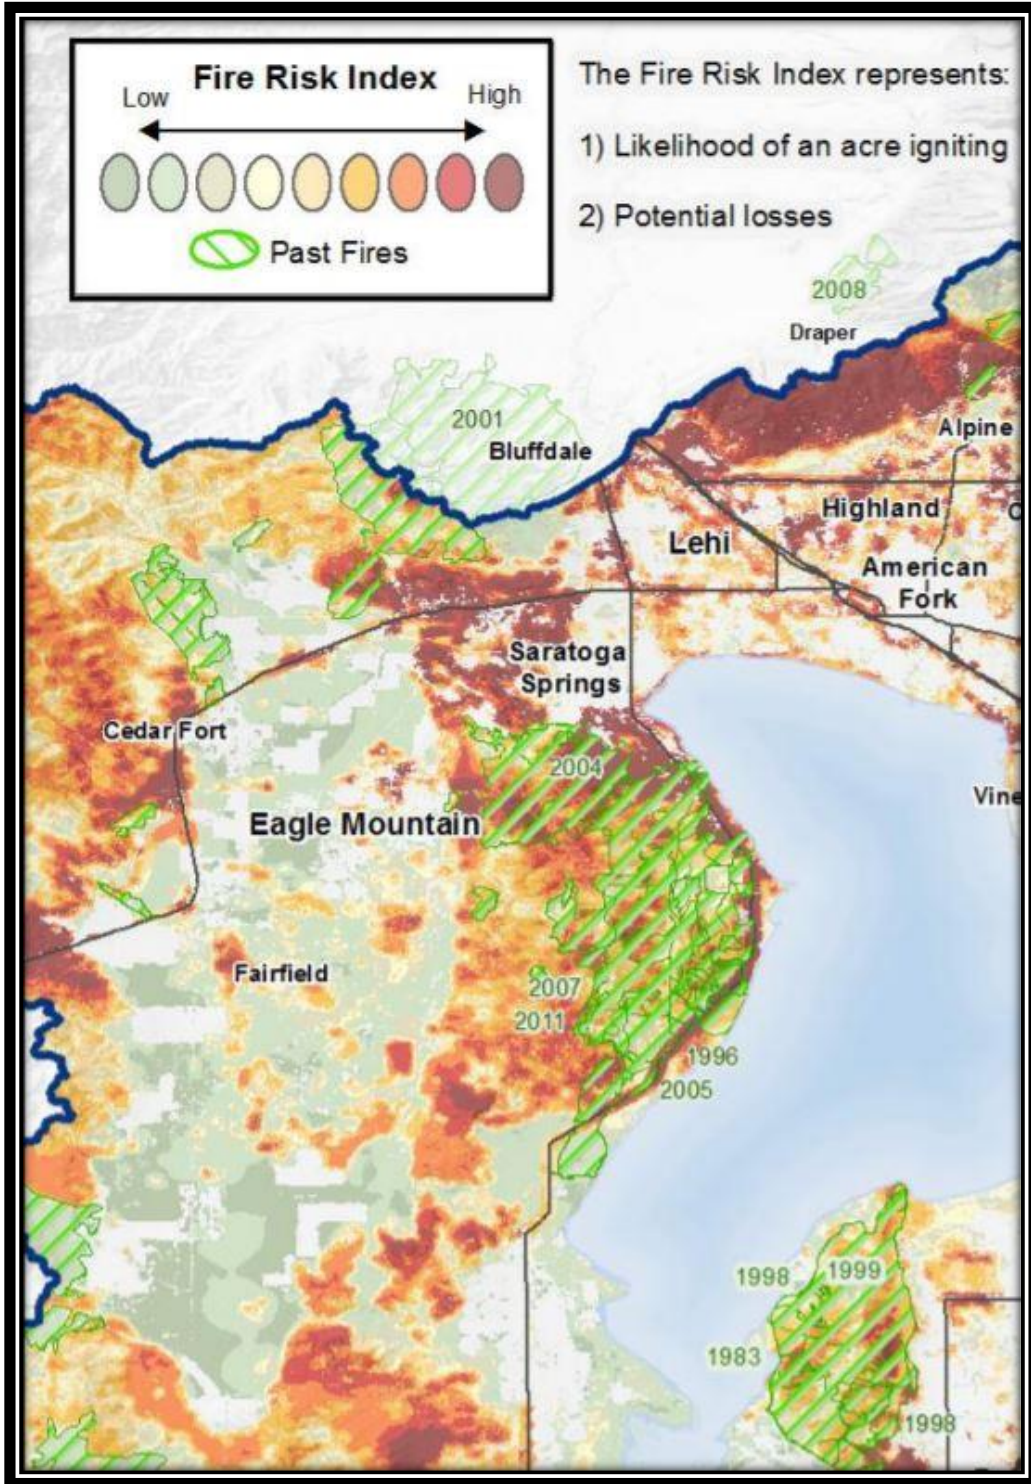 Fire Risk Index
Low
High
Past Fires
The Fire Risk Index represents:
1) Likelihood of an acre igniting
2) Potential losses
2008
Draper
2001
Bluffdale
Alpine
Highland
Lehi
American
Fork
Saratoga
Springs
Cedar Fort
2004
Vine
Eagle Mountain
Fairfield
2007
2011
1996
2005
1998
1999
1983
1998